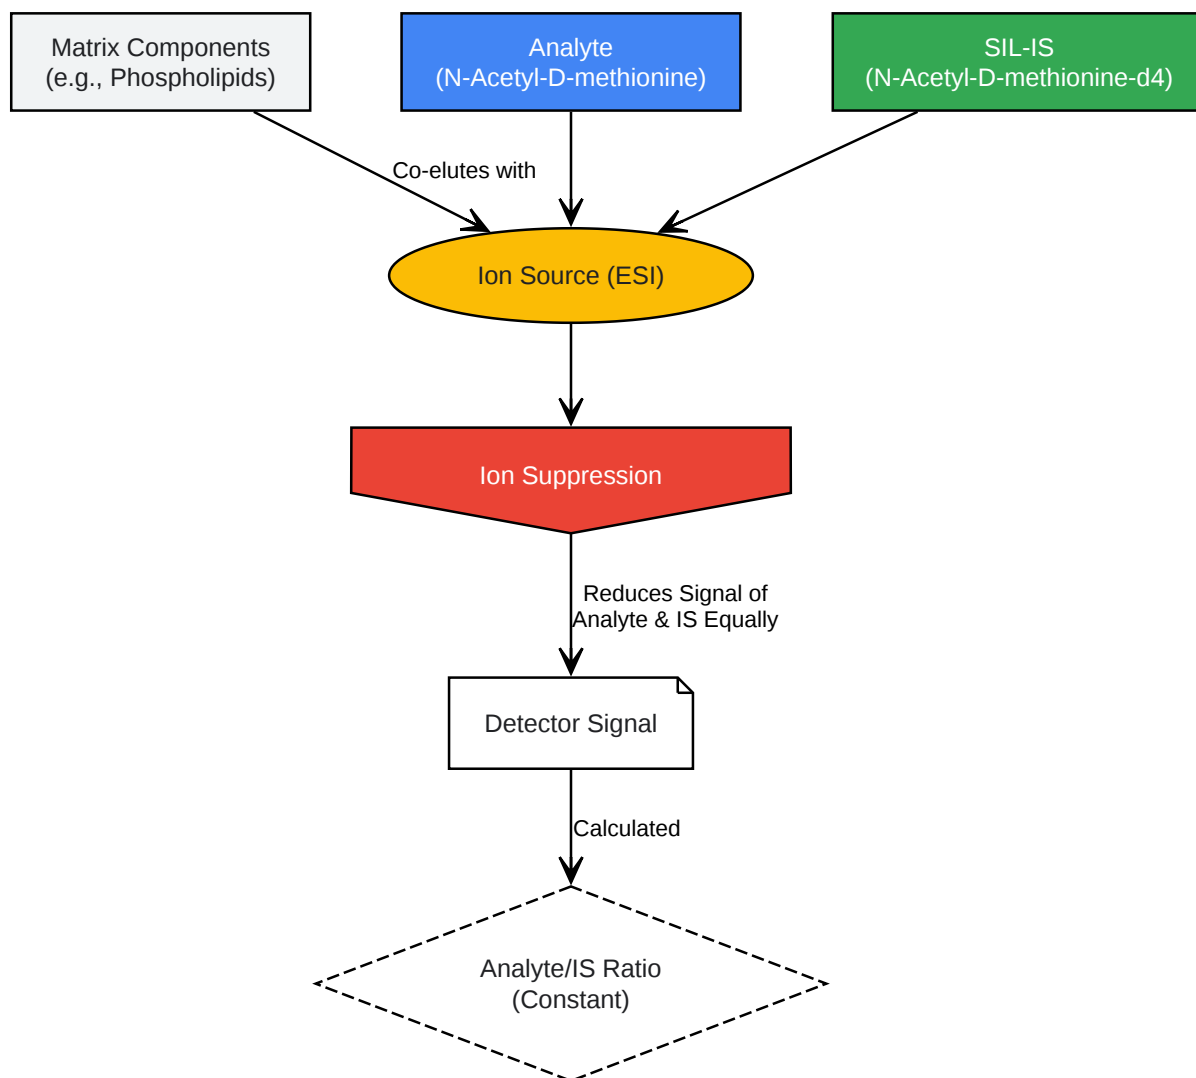 Matrix Components
(e.g., Phospholipids)
Analyte
(N-Acetyl-D-methionine)
SIL-IS
(N-Acetyl-D-methionine-d4)
Co-elutes with
Ion Source (ESI)
Ion Suppression
Reduces Signal of
Analyte & IS Equally
Detector Signal
Calculated
Analyte/IS Ratio
(Constant)